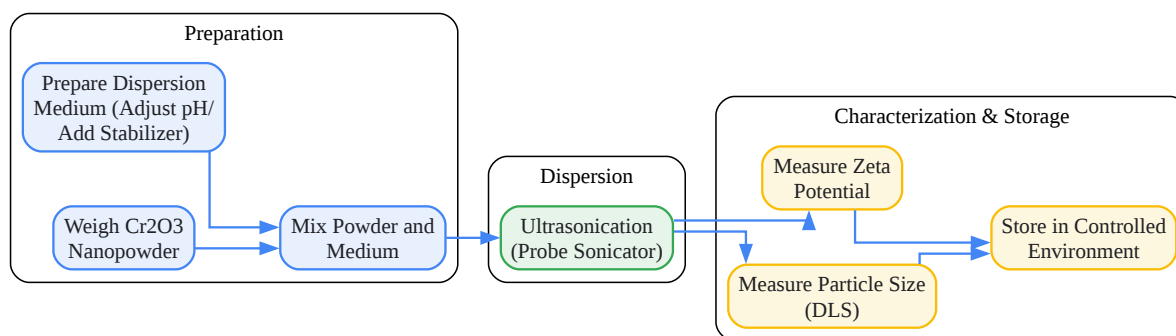 Preparation
Prepare Dispersion
Medium (Adjust pH/
Add Stabilizer)
Weigh Cr2O3
Nanopowder
Mix Powder and
Medium
Dispersion
Ultrasonication
(Probe Sonicator)
Characterization & Storage
Measure Zeta
Potential
Measure Particle Size
(DLS)
Store in Controlled
Environment